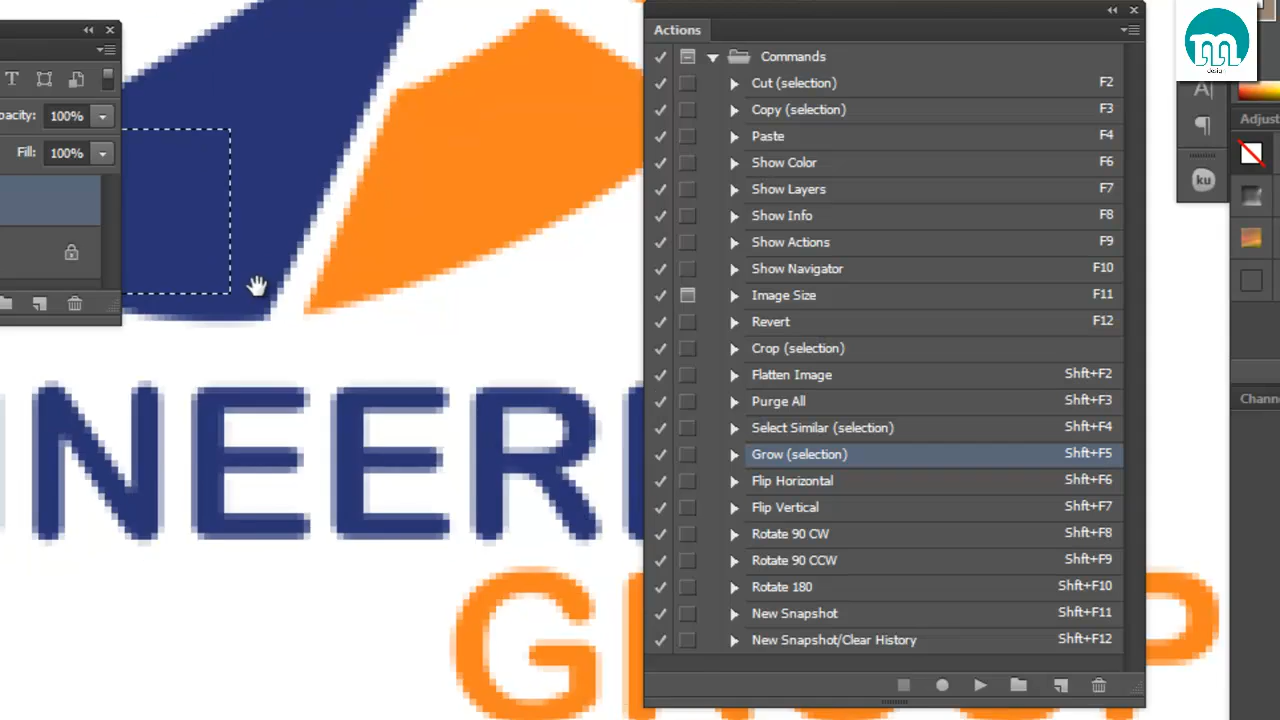 Actions
Commands
Cut (selection) F2
Copy (selection) F3
Paste F4
Show Color F6
Show Layers F7
Show Info F8
Show Actions F9
Show Navigator F10
Image Size F11
Revert F12
Crop (selection)
Flatten Image Shft+F2
Purge All Shft+F3
Select Similar (selection) Shft+F4
Grow (selection) Shft+F5
Flip Horizontal Shft+F6
Flip Vertical Shft+F7
Rotate 90 CW Shft+F8
Rotate 90 CCW Shft+F9
Rotate 180 Shft+F10
New Snapshot Shft+F11
New Snapshot/Clear History Shft+F12
T
pacity: 100%
Fill: 100%
NEER
G P
m
design
A
ku
Adjust
Chann